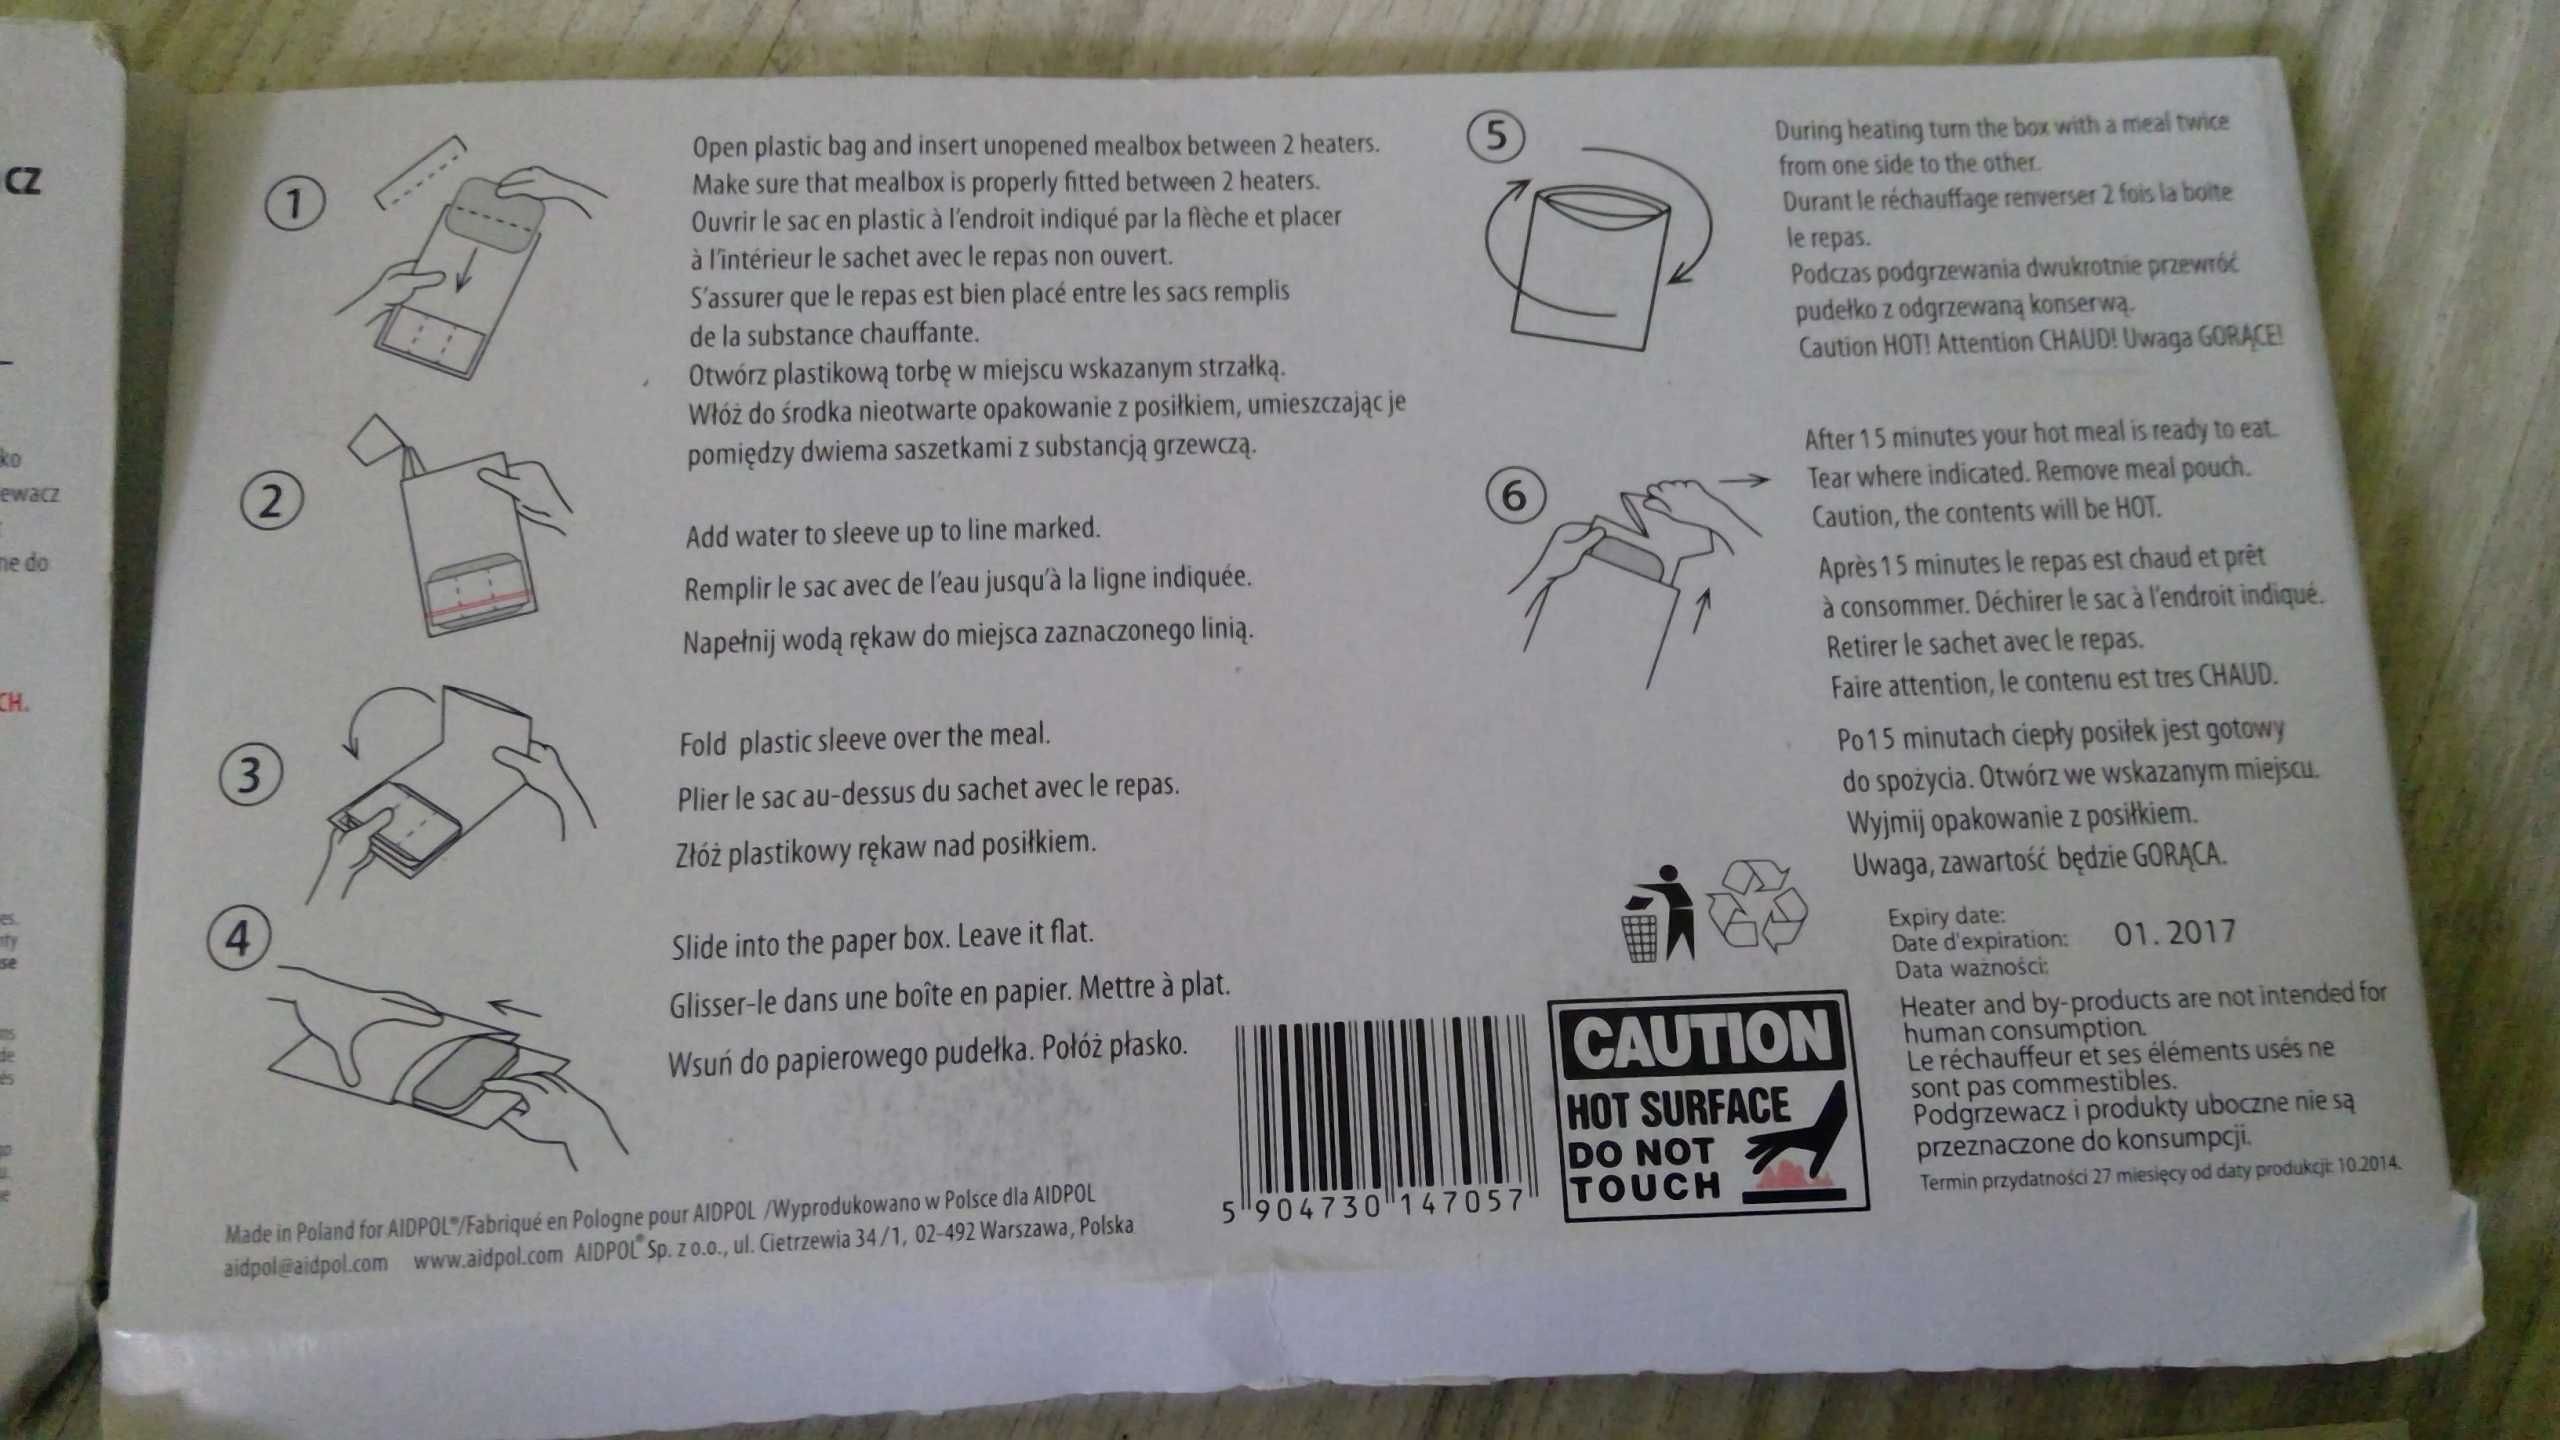 cz
ko
ewacz
ne do
CH.
es.
nty
se
ms
de
és
1
Open plastic bag and insert unopened mealbox between 2 heaters.
Make sure that mealbox is properly fitted between 2 heaters.
Ouvrir le sac en plastic à l'endroit indiqué par la flèche et placer
à l'intérieur le sachet avec le repas non ouvert.
S'assurer que le repas est bien placé entre les sacs remplis
de la substance chauffante.
Otwórz plastikową torbę w miejscu wskazanym strzałką.
Włóż do środka nieotwarte opakowanie z posiłkiem, umieszczając je
pomiędzy dwiema saszetkami z substancją grzewczą.
2
Add water to sleeve up to line marked.
Remplir le sac avec de l'eau jusqu'à la ligne indiquée.
Napełnij wodą rękaw do miejsca zaznaczonego linią.
3
Fold plastic sleeve over the meal.
Plier le sac au-dessus du sachet avec le repas.
Złóż plastikowy rękaw nad posiłkiem.
4
Slide into the paper box. Leave it flat.
Glisser-le dans une boîte en papier. Mettre à plat.
Wsuń do papierowego pudełka. Połóż płasko.
Made in Poland for AIDPOL®/Fabriqué en Pologne pour AIDPOL /Wyprodukowano w Polsce dla AIDPOL
aidpol@aidpol.com www.aidpol.com AIDPOL® Sp. z o.o., ul. Cietrzewia 34/1, 02-492 Warszawa, Polska
5
During heating turn the box with a meal twice
from one side to the other.
Durant le réchauffage renverser 2 fois la boite
le repas.
Podczas podgrzewania dwukrotnie przewróć
pudełko z odgrzewaną konserwą.
Caution HOT! Attention CHAUD! Uwaga GORĄCE!
6
After 15 minutes your hot meal is ready to eat.
Tear where indicated. Remove meal pouch.
Caution, the contents will be HOT.
Après 15 minutes le repas est chaud et prêt
à consommer. Déchirer le sac à l'endroit indiqué.
Retirer le sachet avec le repas.
Faire attention, le contenu est tres CHAUD.
Po 15 minutach ciepły posiłek jest gotowy
do spożycia. Otwórz we wskazanym miejscu.
Wyjmij opakowanie z posiłkiem.
Uwaga, zawartość będzie GORĄCA.
Expiry date:
Date d'expiration: 01. 2017
Data ważności:
Heater and by-products are not intended for
human consumption.
Le réchauffeur et ses éléments usés ne
sont pas commestibles.
Podgrzewacz i produkty uboczne nie są
przeznaczone do konsumpcji.
Termin przydatności 27 miesięcy od daty produkcji: 10.2014.
5 904730 147057
CAUTION
HOT SURFACE
DO NOT
TOUCH